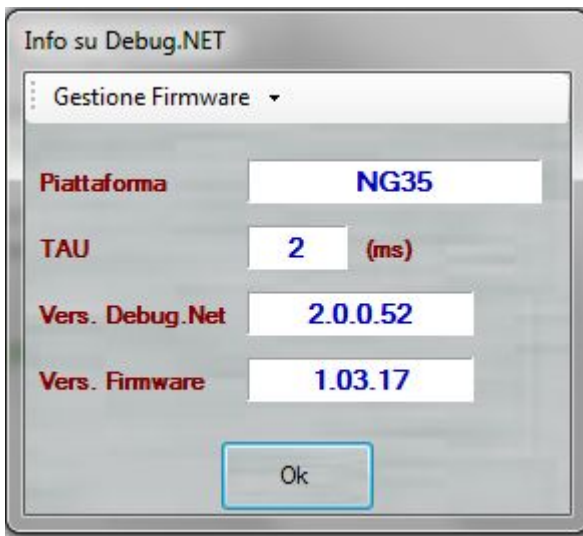 Info su Debug.NET
Gestione Firmware
Piattaforma NG35
TAU 2 (ms)
Vers. Debug.Net 2.0.0.52
Vers. Firmware 1.03.17
Ok